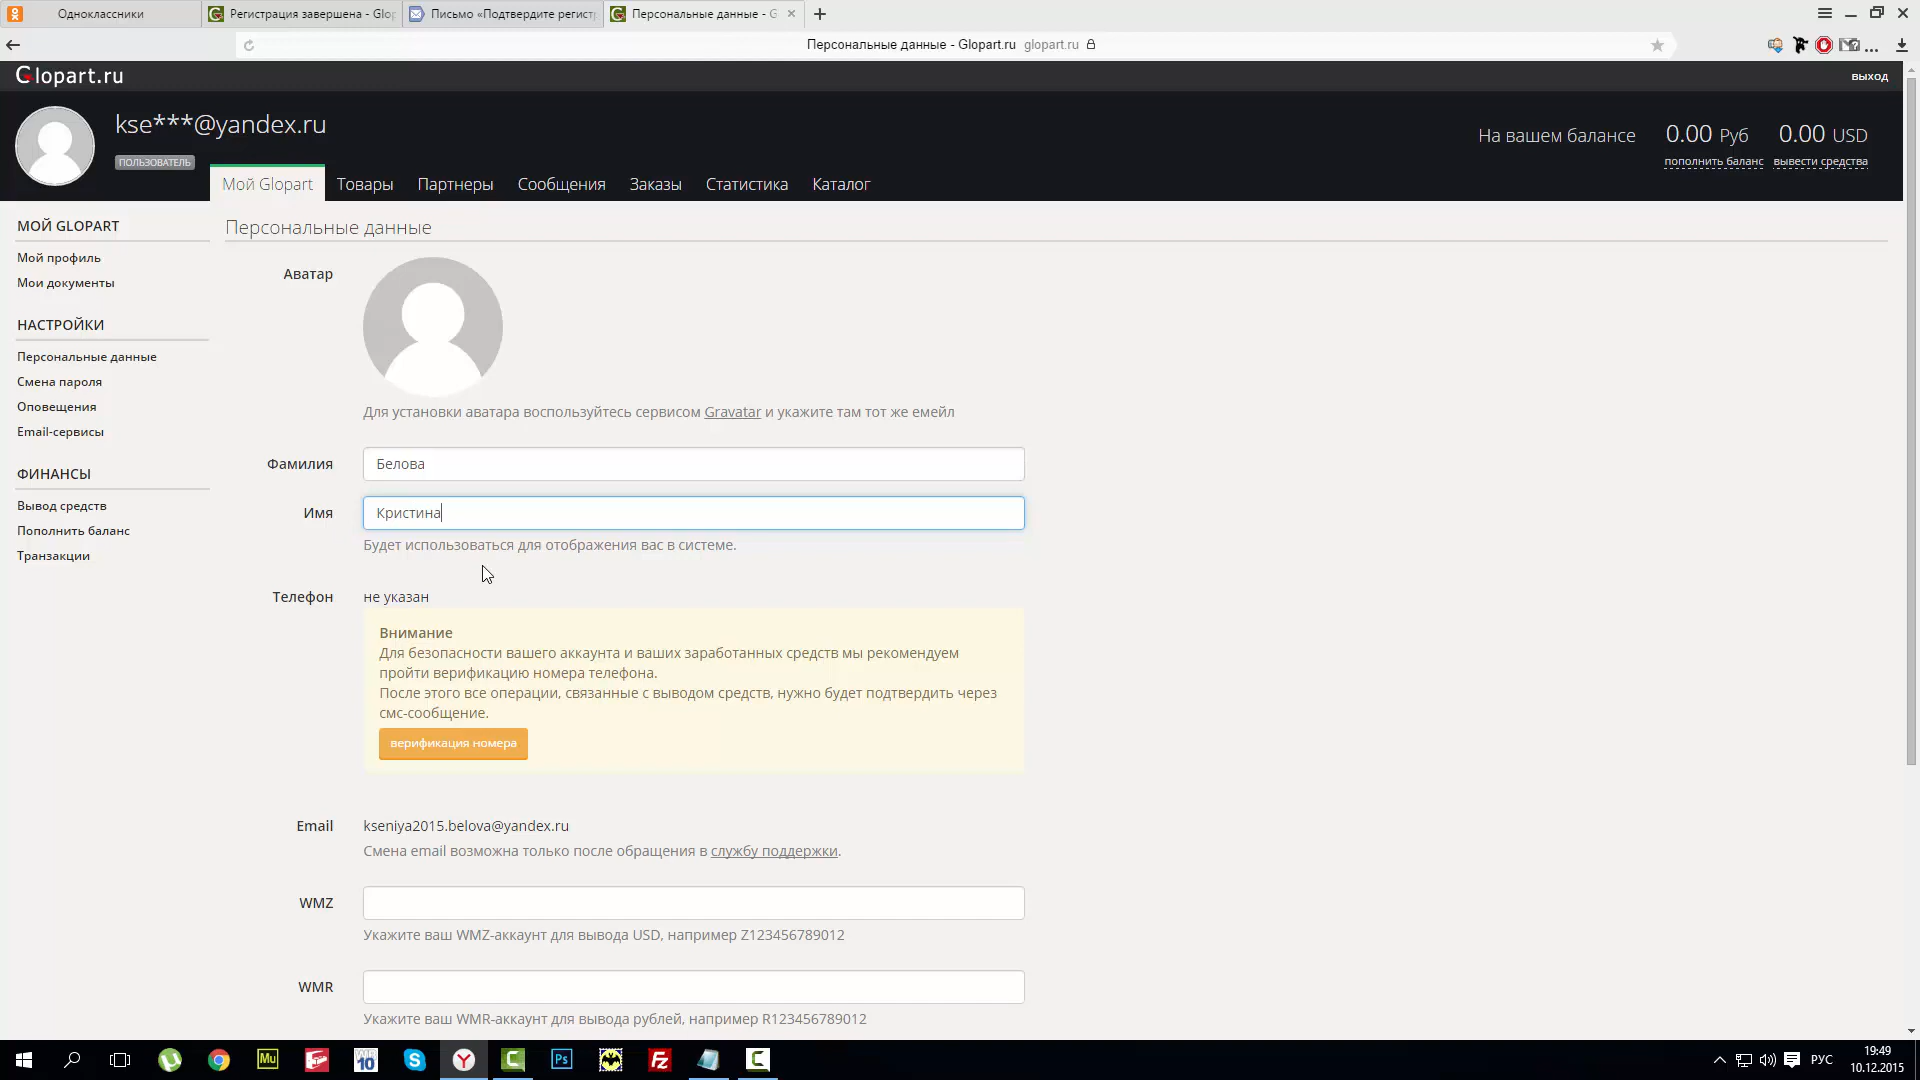 Одноклассники
Регистрация завершена - Glop
Письмо «Подтвердите регистр
Персональные данные - G
Персональные данные - Glopart.ru glopart.ru
Glopart.ru
выход
kse***@yandex.ru
ПОЛЬЗОВАТЕЛЬ
На вашем балансе 0.00 Руб 0.00 USD
пополнить баланс вывести средства
Мой Glopart Товары Партнеры Сообщения Заказы Статистика Каталог
МОЙ GLOPART
Мой профиль
Мои документы
НАСТРОЙКИ
Персональные данные
Смена пароля
Оповещения
Email-сервисы
ФИНАНСЫ
Вывод средств
Пополнить баланс
Транзакции
Персональные данные
Аватар
Для установки аватара воспользуйтесь сервисом Gravatar и укажите там тот же емейл
Фамилия Белова
Имя Кристина
Будет использоваться для отображения вас в системе.
Телефон не указан
Внимание
Для безопасности вашего аккаунта и ваших заработанных средств мы рекомендуем
пройти верификацию номера телефона.
После этого все операции, связанные с выводом средств, нужно будет подтвердить через
смс-сообщение.
верификация номера
Email kseniya2015.belova@yandex.ru
Смена email возможна только после обращения в службу поддержки.
WMZ
Укажите ваш WMZ-аккаунт для вывода USD, например Z123456789012
WMR
Укажите ваш WMR-аккаунт для вывода рублей, например R123456789012
Mu
10
Ps
Fz
РУС
19:49
10.12.2015